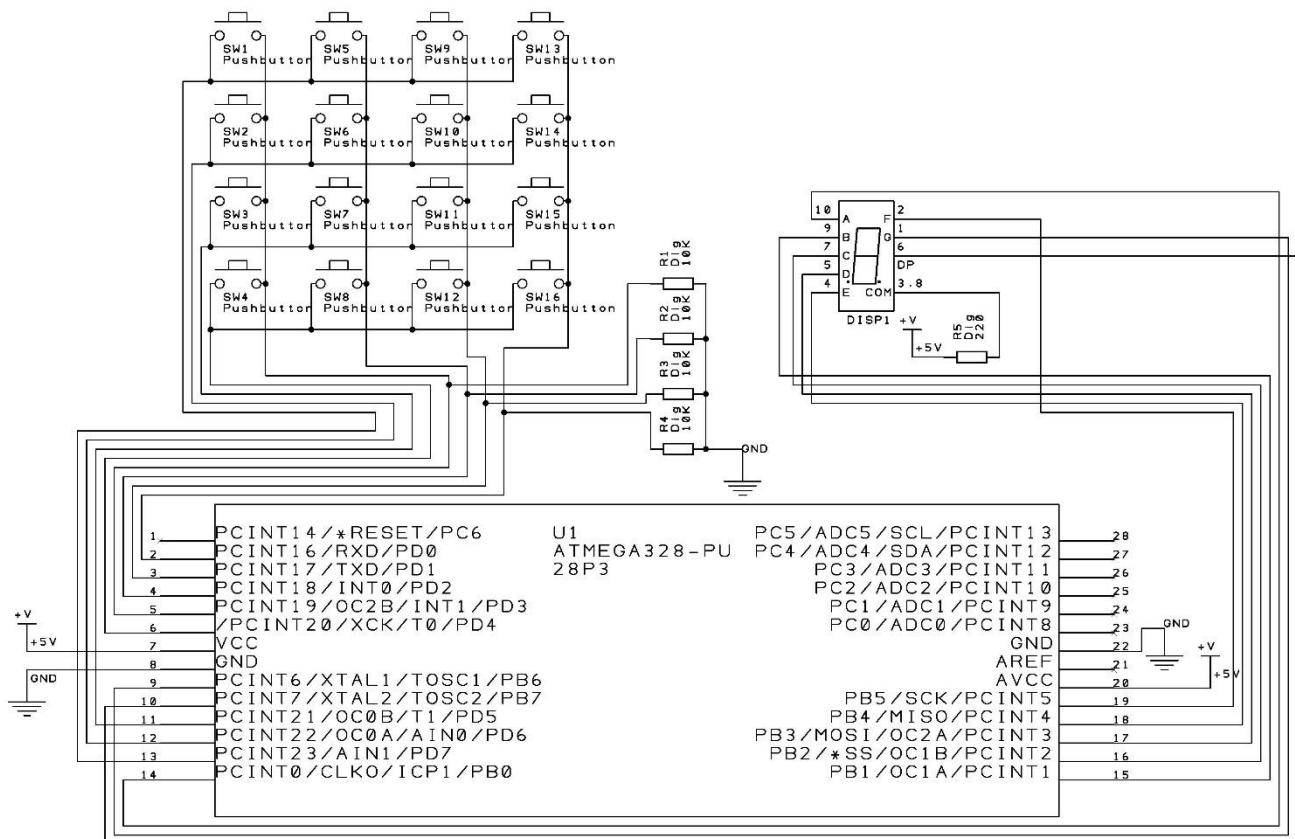 SW1 SW5 SW9 SW13
Pushbutton Pushbutton Pushbutton Pushbutton
SW2 SW6 SW10 SW14
Pushbutton Pushbutton Pushbutton Pushbutton
SW3 SW7 SW11 SW15
Pushbutton Pushbutton Pushbutton Pushbutton
SW4 SW8 SW12 SW16
Pushbutton Pushbutton Pushbutton Pushbutton
R1
Dig
10K
R2
Dig
10K
R3
Dig
10K
R4
Dig
10K
GND
10 A F 2
9 B G 1
7 C 6
5 D DP
4 E COM 3.8
DISP1
+V
+5V
R5
Dig
220
U1
ATMEGA328-PU
28P3
1 PCINT14/*RESET/PC6
2 PCINT16/RXD/PD0
3 PCINT17/TXD/PD1
4 PCINT18/INT0/PD2
5 PCINT19/OC2B/INT1/PD3
6 /PCINT20/XCK/T0/PD4
7 VCC
8 GND
9 PCINT6/XTAL1/TOSC1/PB6
10 PCINT7/XTAL2/TOSC2/PB7
11 PCINT21/OC0B/T1/PD5
12 PCINT22/OC0A/AIN0/PD6
13 PCINT23/AIN1/PD7
14 PCINT0/CLKO/ICP1/PB0
+V
+5V
GND
PC5/ADC5/SCL/PCINT13 28
PC4/ADC4/SDA/PCINT12 27
PC3/ADC3/PCINT11 26
PC2/ADC2/PCINT10 25
PC1/ADC1/PCINT9 24
PC0/ADC0/PCINT8 23
GND 22
AREF 21
AVCC 20
PB5/SCK/PCINT5 19
PB4/MISO/PCINT4 18
PB3/MOSI/OC2A/PCINT3 17
PB2/*SS/OC1B/PCINT2 16
PB1/OC1A/PCINT1 15
GND
+V
+5V